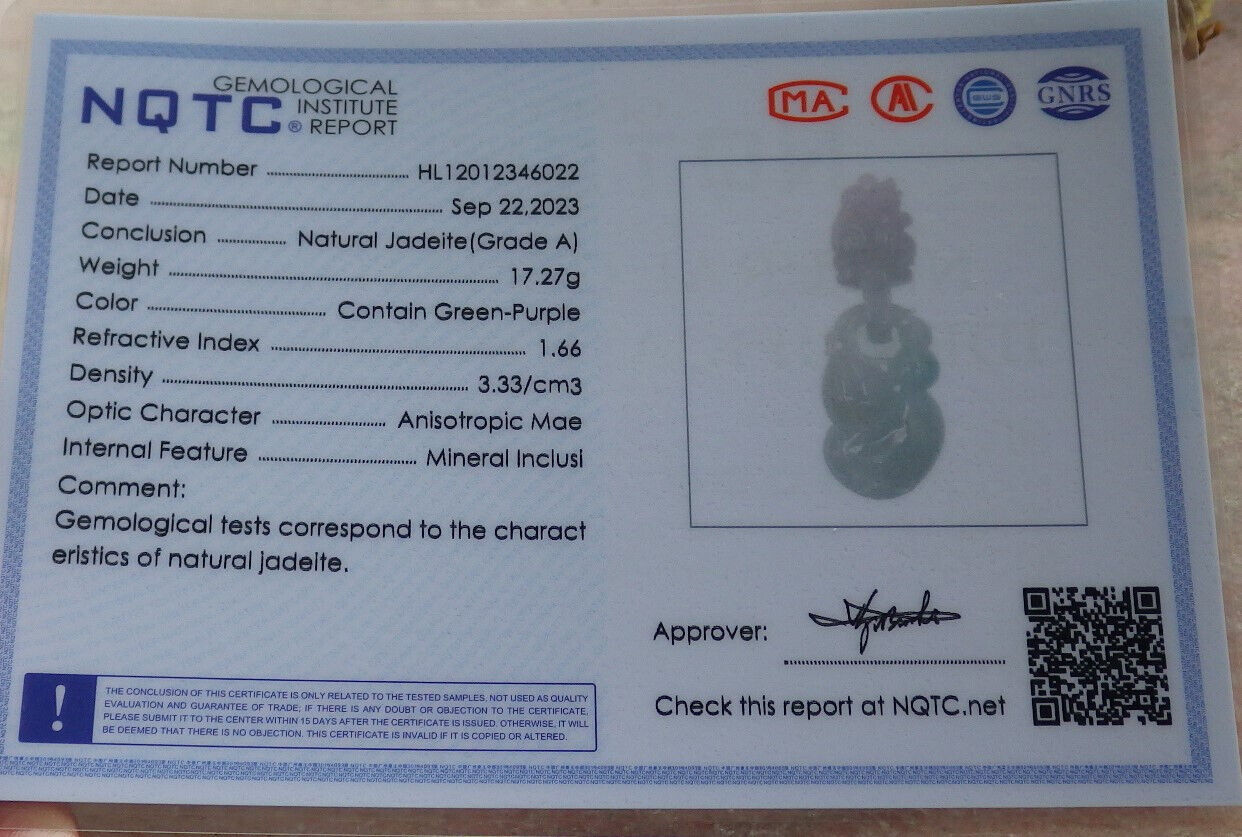 NQTC® GEMOLOGICAL
INSTITUTE
REPORT
MA
GNRS
Report Number HL12012346022
Date Sep 22,2023
Conclusion Natural Jadeite(Grade A)
Weight 17.27g
Color Contain Green-Purple
Refractive Index 1.66
Density 3.33/cm3
Optic Character Anisotropic Mae
Internal Feature Mineral Inclusi
Comment:
Gemological tests correspond to the charact
eristics of natural jadeite.
Approver:
Check this report at NQTC.net
!
THE CONCLUSION OF THIS CERTIFICATE IS ONLY RELATED TO THE TESTED SAMPLES, NOT USED AS QUALITY
EVALUATION AND GUARANTEE OF TRADE; IF THERE IS ANY DOUBT OR OBJECTION TO THE CERTIFICATE,
PLEASE SUBMIT IT TO THE CENTER WITHIN 15 DAYS AFTER THE CERTIFICATE IS ISSUED. OTHERWISE, IT WILL
BE DEEMED THAT THERE IS NO OBJECTION. THIS CERTIFICATE IS INVALID IF IT IS COPIED OR ALTERED.